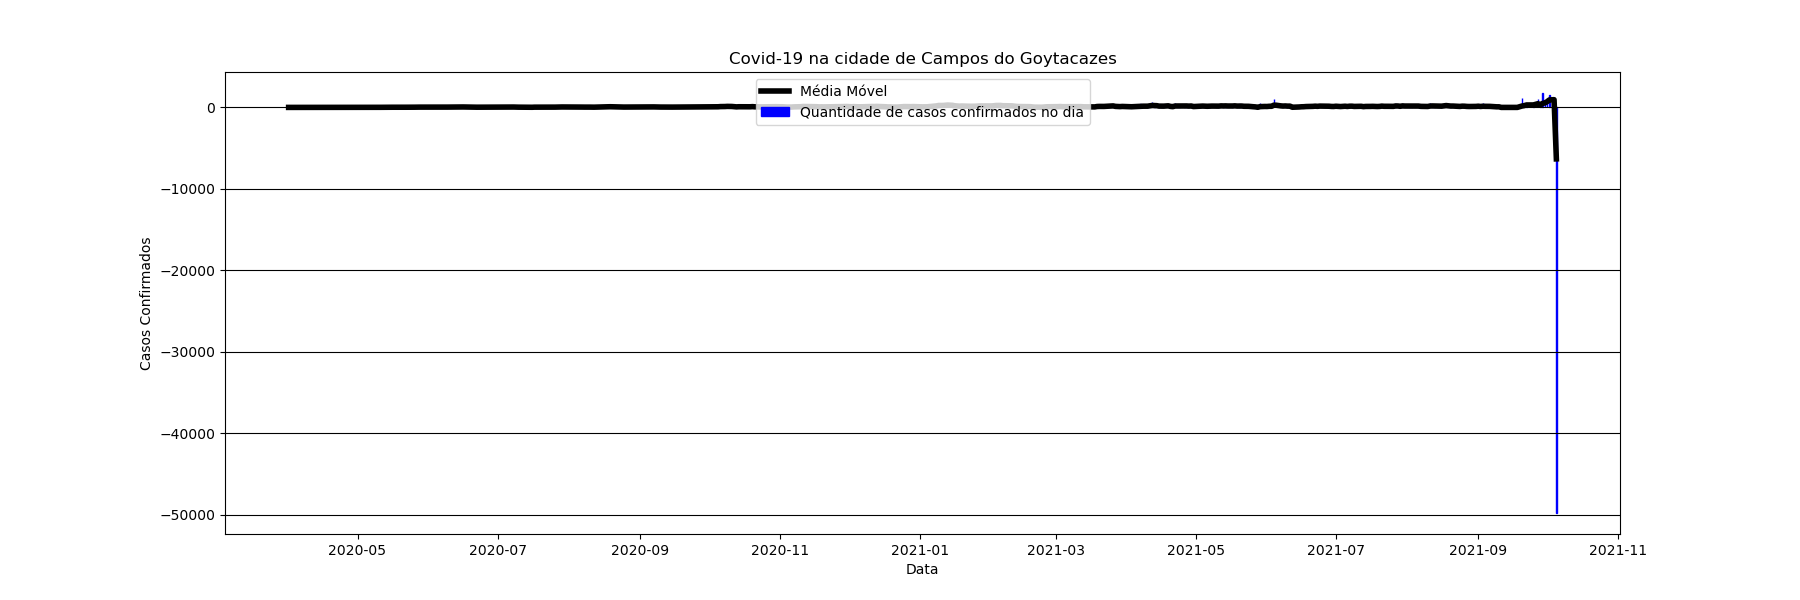 Covid-19 na cidade de Campos do Goytacazes
Média Móvel
Quantidade de casos confirmados no dia
0
−10000
−20000
−30000
−40000
−50000
Casos Confirmados
2020-05 2020-07 2020-09 2020-11 2021-01 2021-03 2021-05 2021-07 2021-09 2021-11
Data